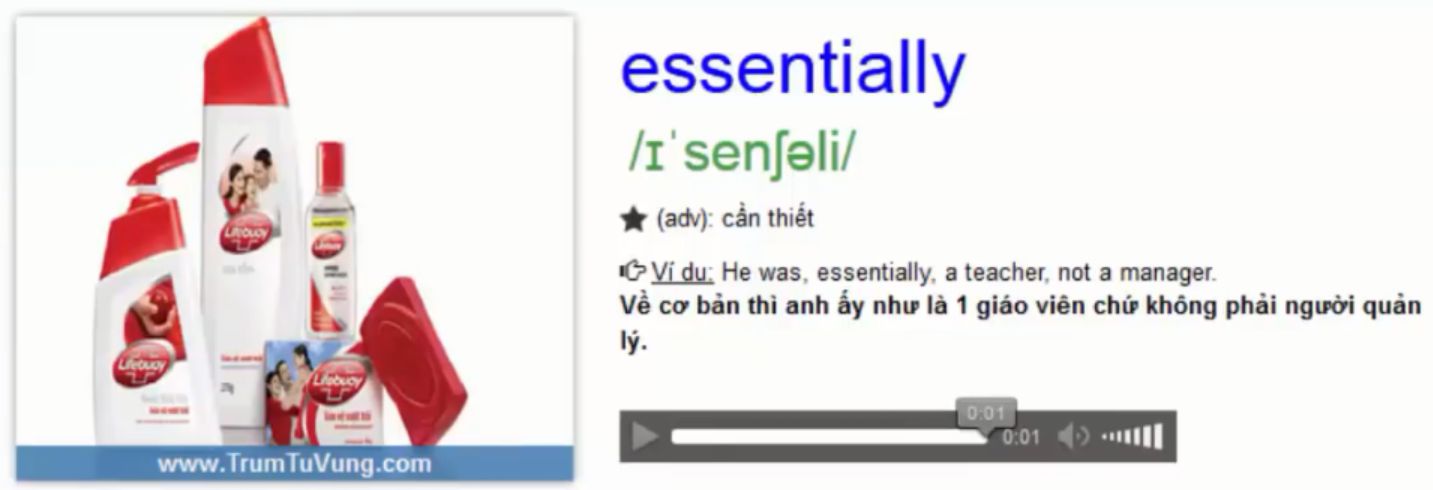 essentially
/ɪˈsenʃəli/
(adv): cần thiết
Ví du: He was, essentially, a teacher, not a manager.
Về cơ bản thì anh ấy như là 1 giáo viên chứ không phải người quản
lý.
0:01
0:01
Lifebuoy
Lifebuoy
Lifebuoy
Lifebuoy
www.TrumTuVung.com